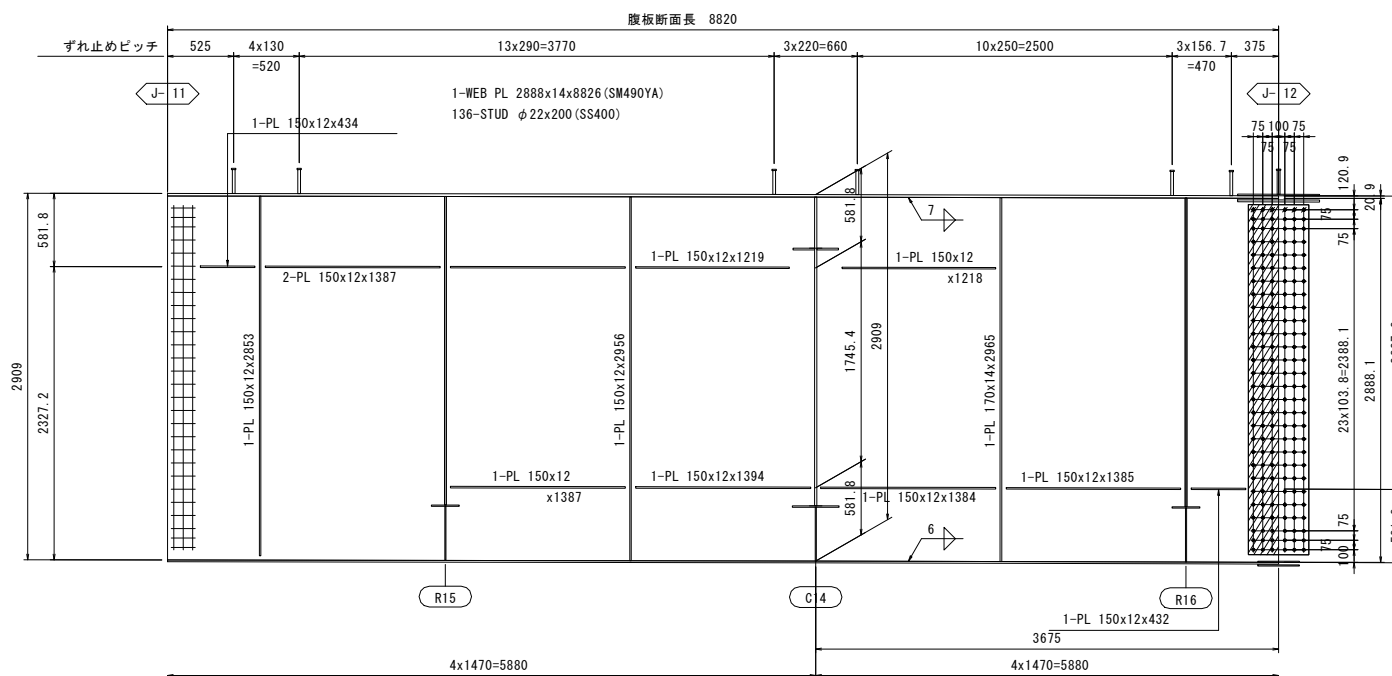 腹板断面長 8820
ずれ止めピッチ 525 4x130 13x290=3770 3x220=660 10x250=2500 3x156.7 375
=520 =470
J- 11
J- 12
1-WEB PL 2888x14x8826(SM490YA)
136-STUD φ22x200(SS400)
1-PL 150x12x434
75 100 75
75 75
120.9
20.9
581.8
581.8
7
75
75
1-PL 150x12x1219
1-PL 150x12
x1218
2-PL 150x12x1387
2909
2327.2
1-PL 150x12x2853
1-PL 150x12x2956
1745.4
2909
1-PL 170x14x2965
23x103.8=2388.1
2888.1
1-PL 150x12
x1387
1-PL 150x12x1394
581.8
1-PL 150x12x1384
1-PL 150x12x1385
6
75
75
100
R15
C14
R16
1-PL 150x12x432
3675
4x1470=5880
4x1470=5880